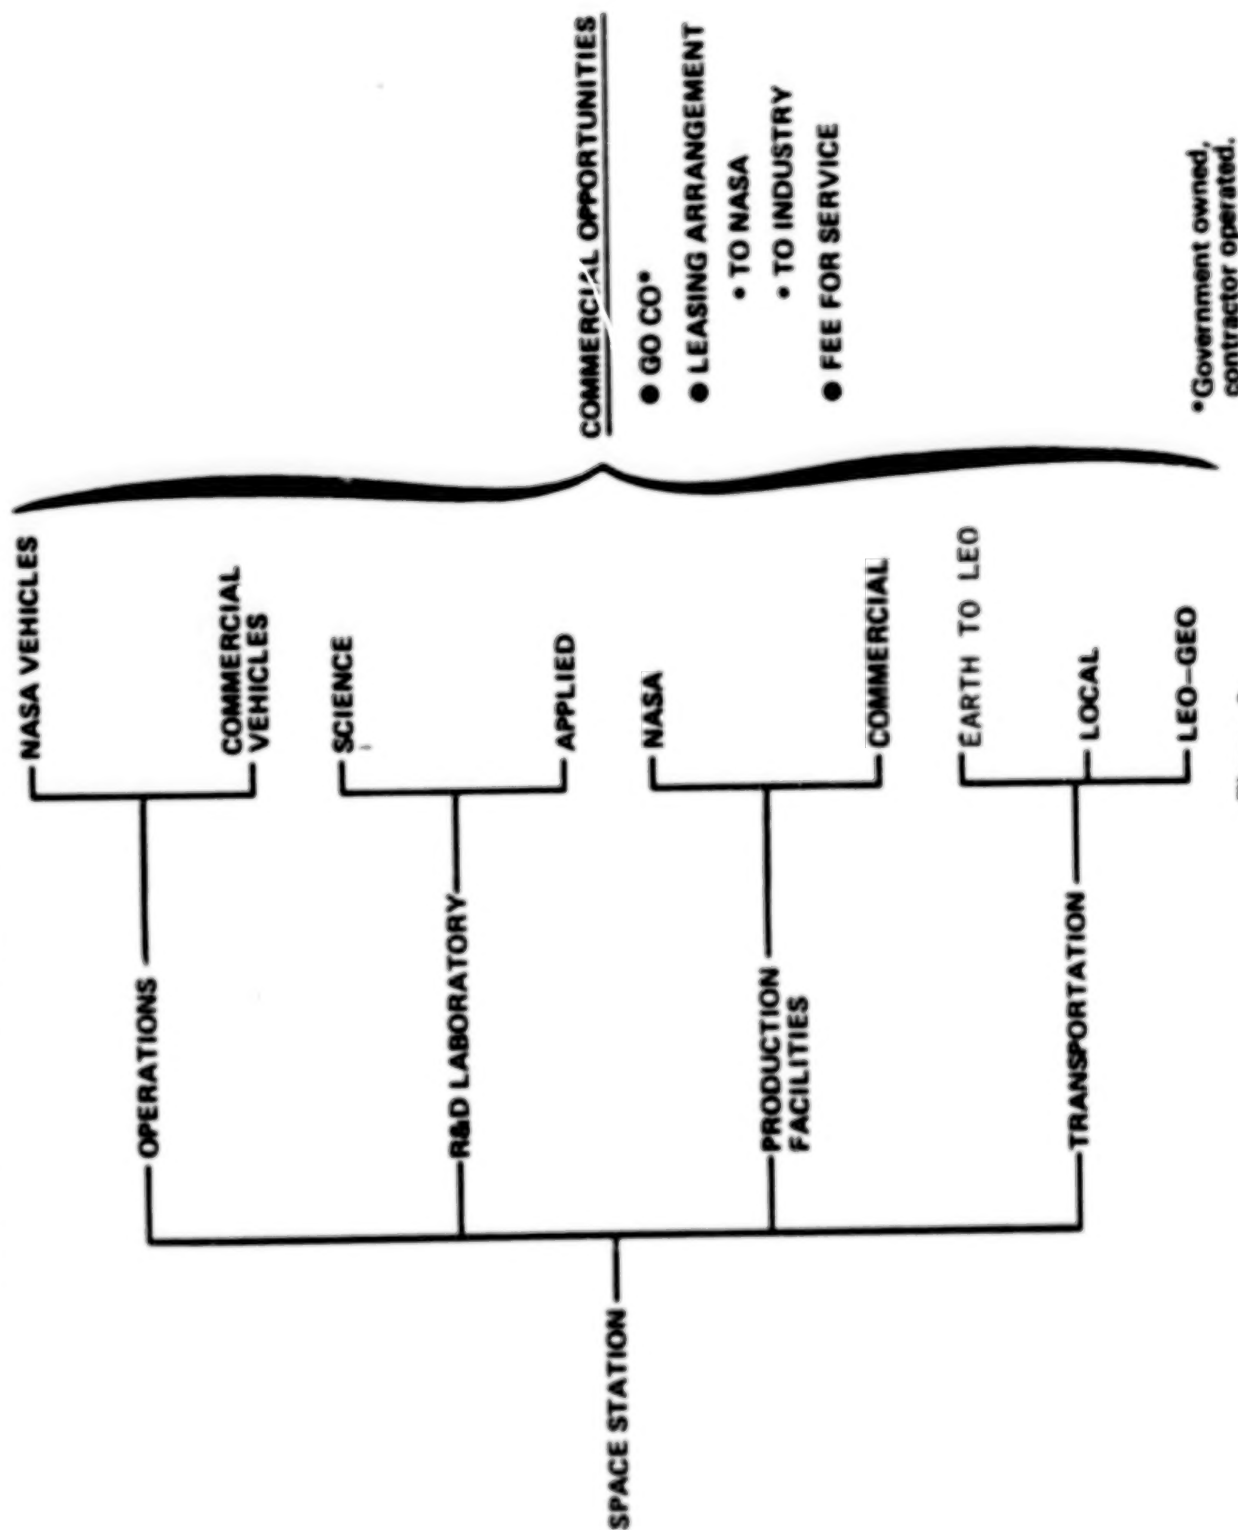 SPACE STATION
OPERATIONS
NASA VEHICLES
COMMERCIAL
VEHICLES
R&D LABORATORY
SCIENCE
APPLIED
PRODUCTION
FACILITIES
NASA
COMMERCIAL
TRANSPORTATION
EARTH TO LEO
LOCAL
LEO–GEO
COMMERCIAL OPPORTUNITIES
● GO CO*
● LEASING ARRANGEMENT
• TO NASA
• TO INDUSTRY
● FEE FOR SERVICE
*Government owned,
contractor operated.